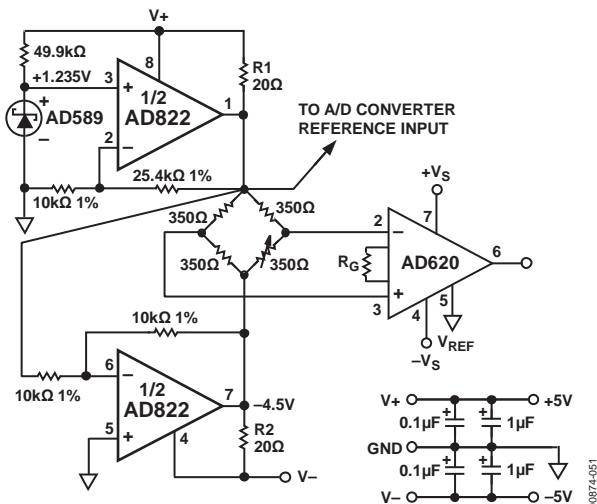 V+
49.9kΩ
+1.235V
8
R1
20Ω
3
+
1/2
AD822
1
+
AD589
–
2
–
TO A/D CONVERTER
REFERENCE INPUT
25.4kΩ 1%
10kΩ 1%
+VS
350Ω
350Ω
2
–
7
350Ω
350Ω
RG
AD620
6
+
3
4
5
VREF
–VS
10kΩ 1%
10kΩ 1%
6
–
1/2
AD822
7
–4.5V
5
+
4
R2
20Ω
V–
V+
+5V
0.1µF
+
+
1µF
GND
0.1µF
+
+
1µF
V–
–5V
00874-051